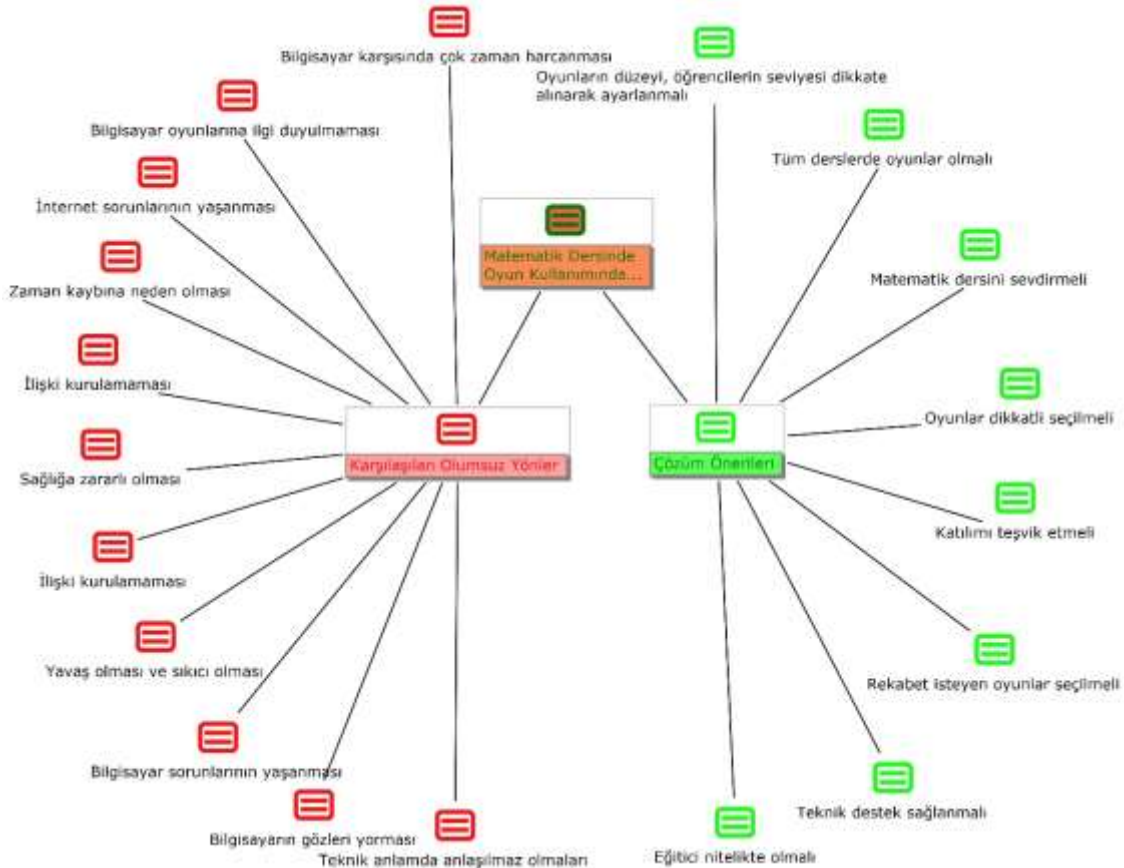 Bilgisayar karşısında çok zaman harcanması
Oyunların düzeyi, öğrencilerin seviyesi dikkate
alınarak ayarlanmalı
Bilgisayar oyunlarına ilgi duyulmaması
Tüm derslerde oyunlar olmalı
İnternet sorunlarının yaşanması
Matematik Dersinde
Oyun Kullanımında...
Zaman kaybına neden olması
Matematik dersini sevdirmeli
İlişki kurulamaması
Oyunlar dikkatli seçilmeli
Karşılaşılan Olumsuz Yönler
Çözüm Önerileri
Sağlığa zararlı olması
Katılımı teşvik etmeli
İlişki kurulamaması
Yavaş olması ve sıkıcı olması
Rekabet isteyen oyunlar seçilmeli
Bilgisayar sorunlarının yaşanması
Teknik destek sağlanmalı
Bilgisayarın gözleri yorması
Teknik anlamda anlaşılmaz olmaları
Eğitici nitelikte olmalı